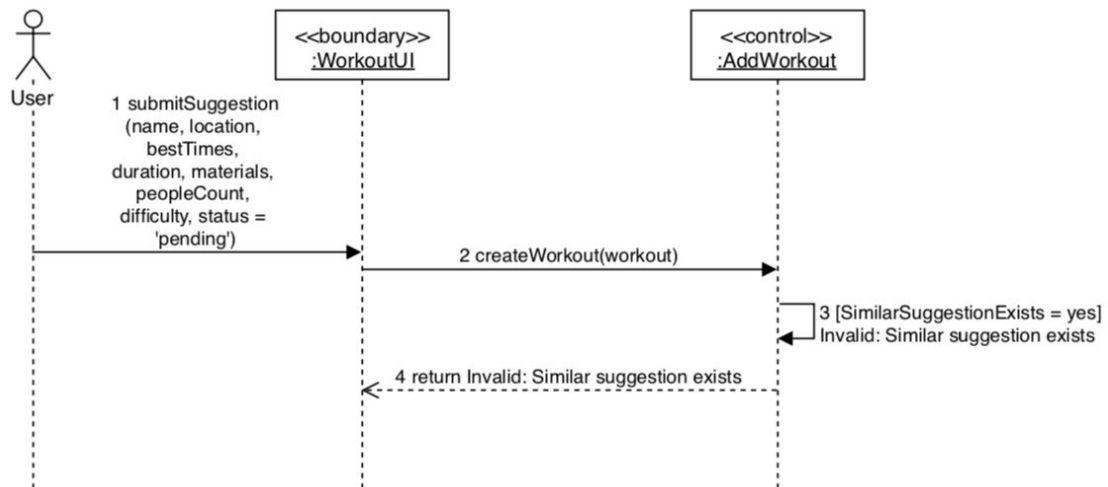 <<boundary>>
:WorkoutUI
<<control>>
:AddWorkout
User
1 submitSuggestion
(name, location,
bestTimes,
duration, materials,
peopleCount,
difficulty, status =
'pending')
2 createWorkout(workout)
3 [SimilarSuggestionExists = yes]
Invalid: Similar suggestion exists
4 return Invalid: Similar suggestion exists